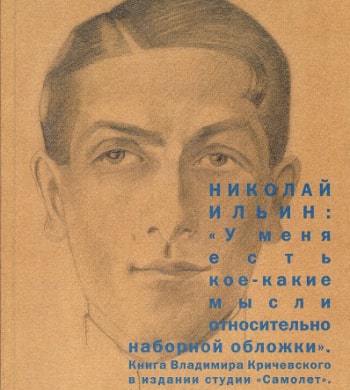 НИКОЛАЙ
ИЛЬИН:
«У меня
есть
кое-какие
мысли
относительно
наборной обложки».
Книга Владимира Кричевского
в издании студии «Самолет».